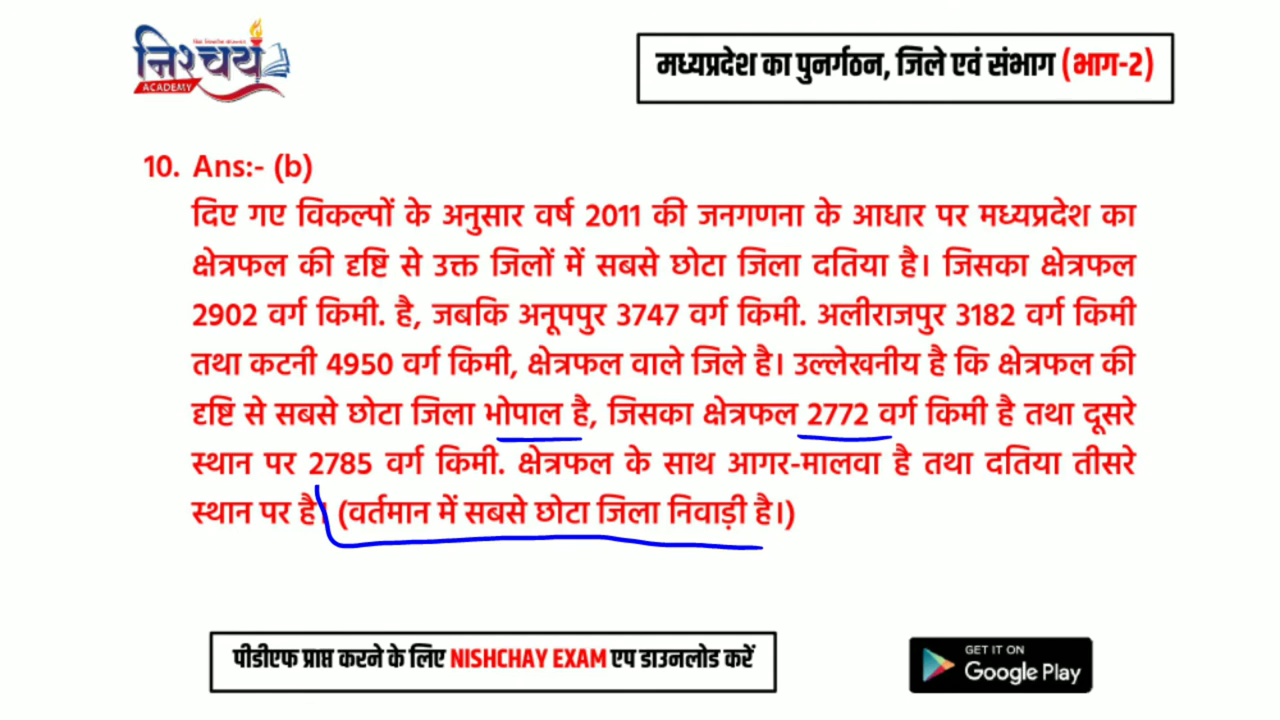 निश्चय
ACADEMY
मध्यप्रदेश का पुनर्गठन, जिले एवं संभाग (भाग-2)
10. Ans:- (b)
दिए गए विकल्पों के अनुसार वर्ष 2011 की जनगणना के आधार पर मध्यप्रदेश का
क्षेत्रफल की दृष्टि से उक्त जिलों में सबसे छोटा जिला दतिया है। जिसका क्षेत्रफल
2902 वर्ग किमी. है, जबकि अनूपपुर 3747 वर्ग किमी. अलीराजपुर 3182 वर्ग किमी
तथा कटनी 4950 वर्ग किमी, क्षेत्रफल वाले जिले है। उल्लेखनीय है कि क्षेत्रफल की
दृष्टि से सबसे छोटा जिला भोपाल है, जिसका क्षेत्रफल 2772 वर्ग किमी है तथा दूसरे
स्थान पर 2785 वर्ग किमी. क्षेत्रफल के साथ आगर-मालवा है तथा दतिया तीसरे
स्थान पर है। (वर्तमान में सबसे छोटा जिला निवाड़ी है।)
पीडीएफ प्राप्त करने के लिए NISHCHAY EXAM एप डाउनलोड करें
GET IT ON
Google Play